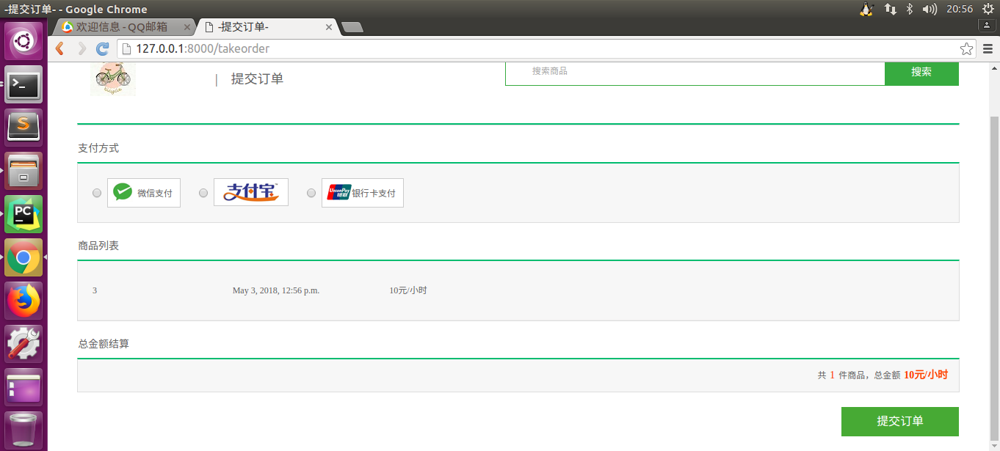 -提交订单- - Google Chrome
20:56
欢迎信息 - QQ邮箱
-提交订单-
127.0.0.1:8000/takeorder
bicycle
| 提交订单
搜索商品
搜索
支付方式
微信支付
支付宝
UnionPay 银联 银行卡支付
商品列表
3 May 3, 2018, 12:56 p.m. 10元/小时
总金额结算
共 1 件商品，总金额 10元/小时
提交订单
>_
S
PC